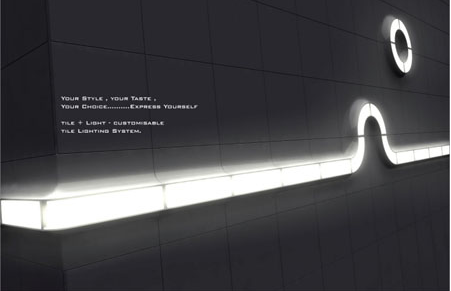 Your Style , your Taste ,
Your Choice..........Express Yourself
tile + Light - customisable
tile Lighting System.